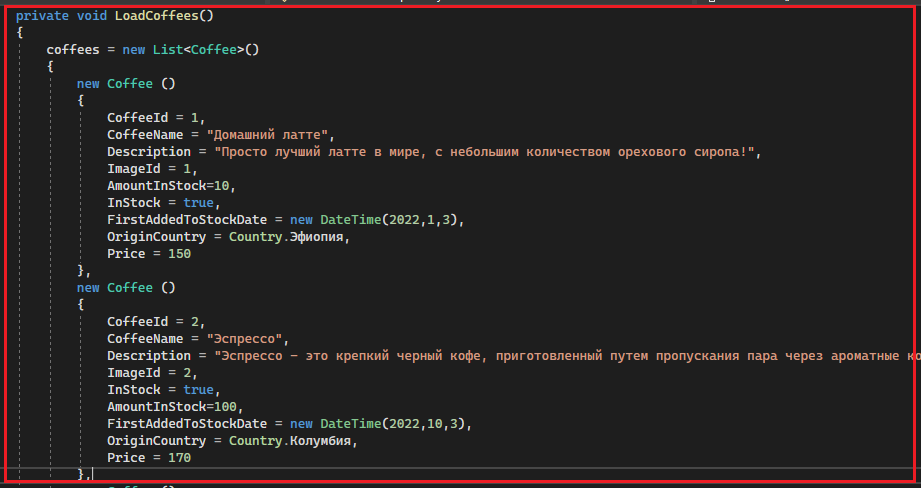 private void LoadCoffees()
{
coffees = new List<Coffee>()
{
new Coffee ()
{
CoffeeId = 1,
CoffeeName = "Домашний латте",
Description = "Просто лучший латте в мире, с небольшим количеством орехового сиропа!",
ImageId = 1,
AmountInStock=10,
InStock = true,
FirstAddedToStockDate = new DateTime(2022,1,3),
OriginCountry = Country.Эфиопия,
Price = 150
},
new Coffee ()
{
CoffeeId = 2,
CoffeeName = "Эспрессо",
Description = "Эспрессо – это крепкий черный кофе, приготовленный путем пропускания пара через ароматные
ImageId = 2,
InStock = true,
AmountInStock=100,
FirstAddedToStockDate = new DateTime(2022,10,3),
OriginCountry = Country.Колумбия,
Price = 170
},